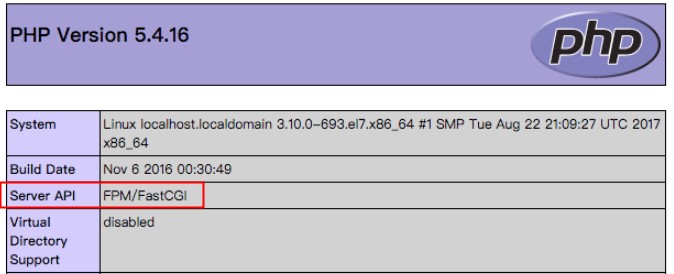 PHP Version 5.4.16
php
System Linux localhost.localdomain 3.10.0-693.el7.x86_64 #1 SMP Tue Aug 22 21:09:27 UTC 2017
x86_64
Build Date Nov 6 2016 00:30:49
Server API FPM/FastCGI
Virtual disabled
Directory
Support